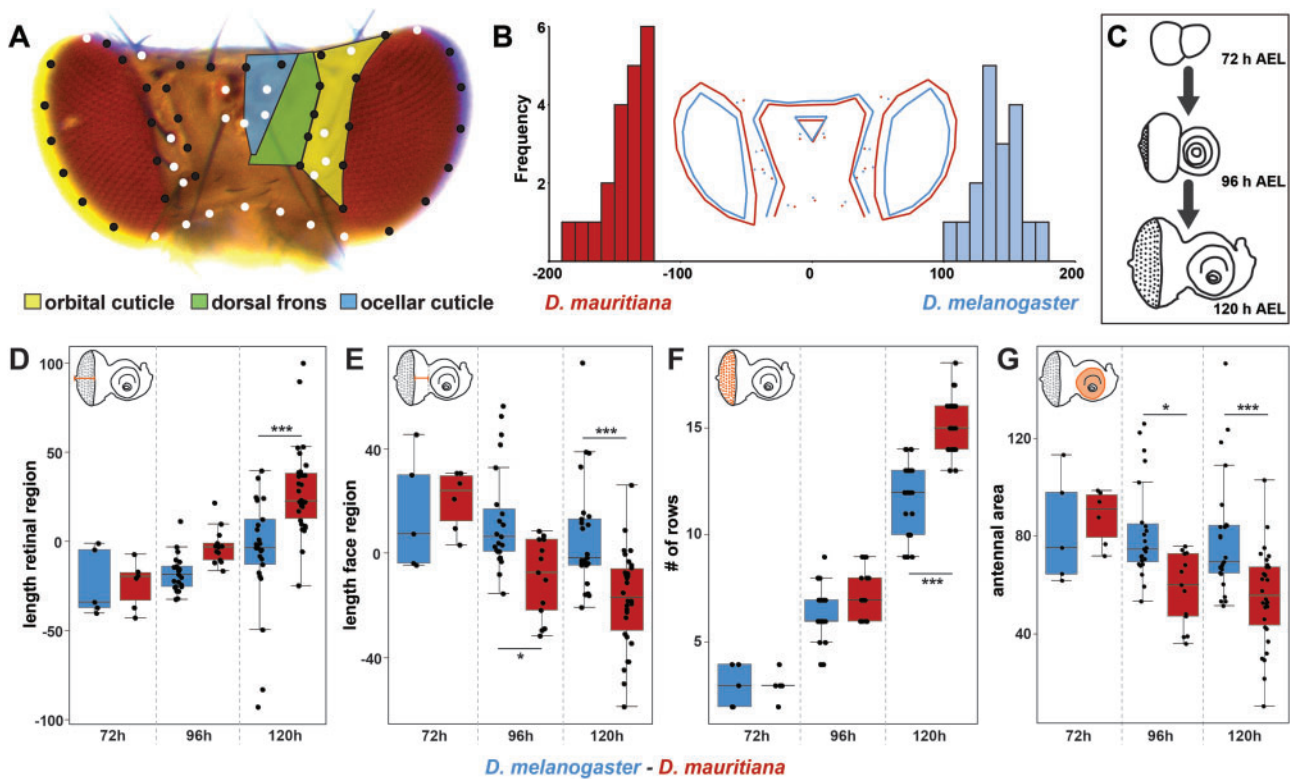 A
orbital cuticle dorsal frons ocellar cuticle
B
Frequency
6
4
2
-200 -100 0 100 200
D. mauritiana D. melanogaster
C
72 h AEL
96 h AEL
120 h AEL
D
length retinal region
100
50
0
-50
-100
***
72h 96h 120h
E
length face region
40
0
-40
*
***
72h 96h 120h
F
# of rows
15
10
5
***
72h 96h 120h
G
antennal area
120
80
40
*
***
72h 96h 120h
D. melanogaster - D. mauritiana